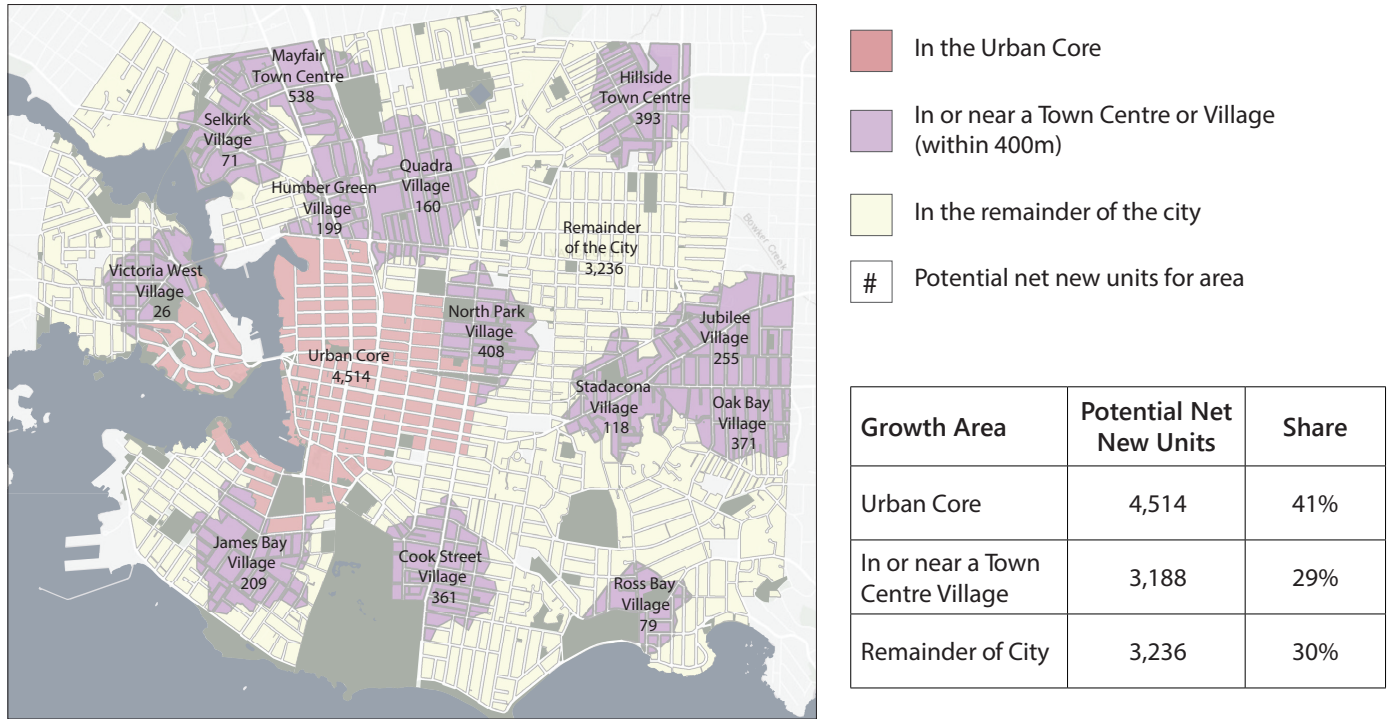 Mayfair
Town Centre
538
Hillside
Town Centre
393
Selkirk
Village
71
Quadra
Village
160
Humber Green
Village
199
Remainder
of the City
3,236
Bowker Creek
Victoria West
Village
26
North Park
Village
408
Jubilee
Village
255
Urban Core
4,514
Stadacona
Village
118
Oak Bay
Village
371
James Bay
Village
209
Cook Street
Village
361
Ross Bay
Village
79
In the Urban Core
In or near a Town Centre or Village
(within 400m)
In the remainder of the city
# Potential net new units for area
Growth Area Potential Net New Units Share
Urban Core 4,514 41%
In or near a Town Centre Village 3,188 29%
Remainder of City 3,236 30%